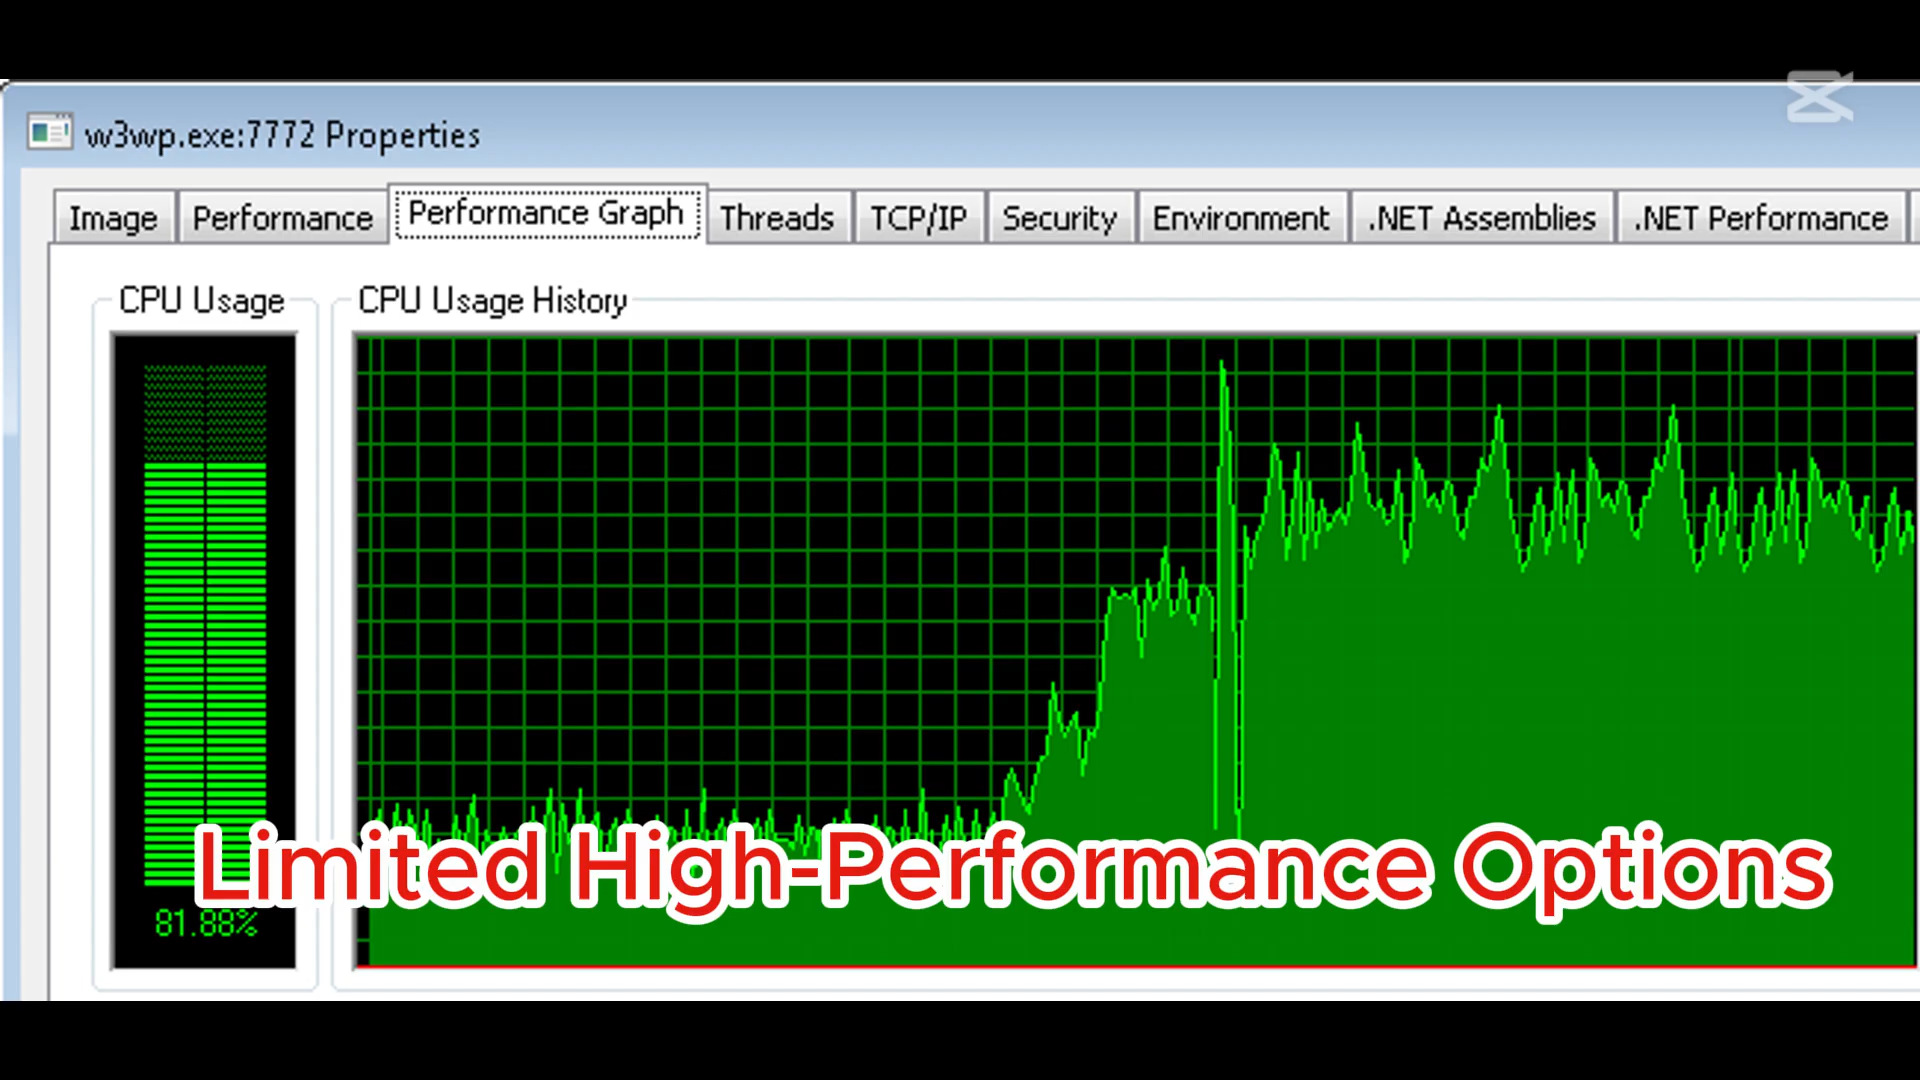 w3wp.exe:7772 Properties
Image Performance Performance Graph Threads TCP/IP Security Environment .NET Assemblies .NET Performance
CPU Usage CPU Usage History
Limited High-Performance Options
81.88%